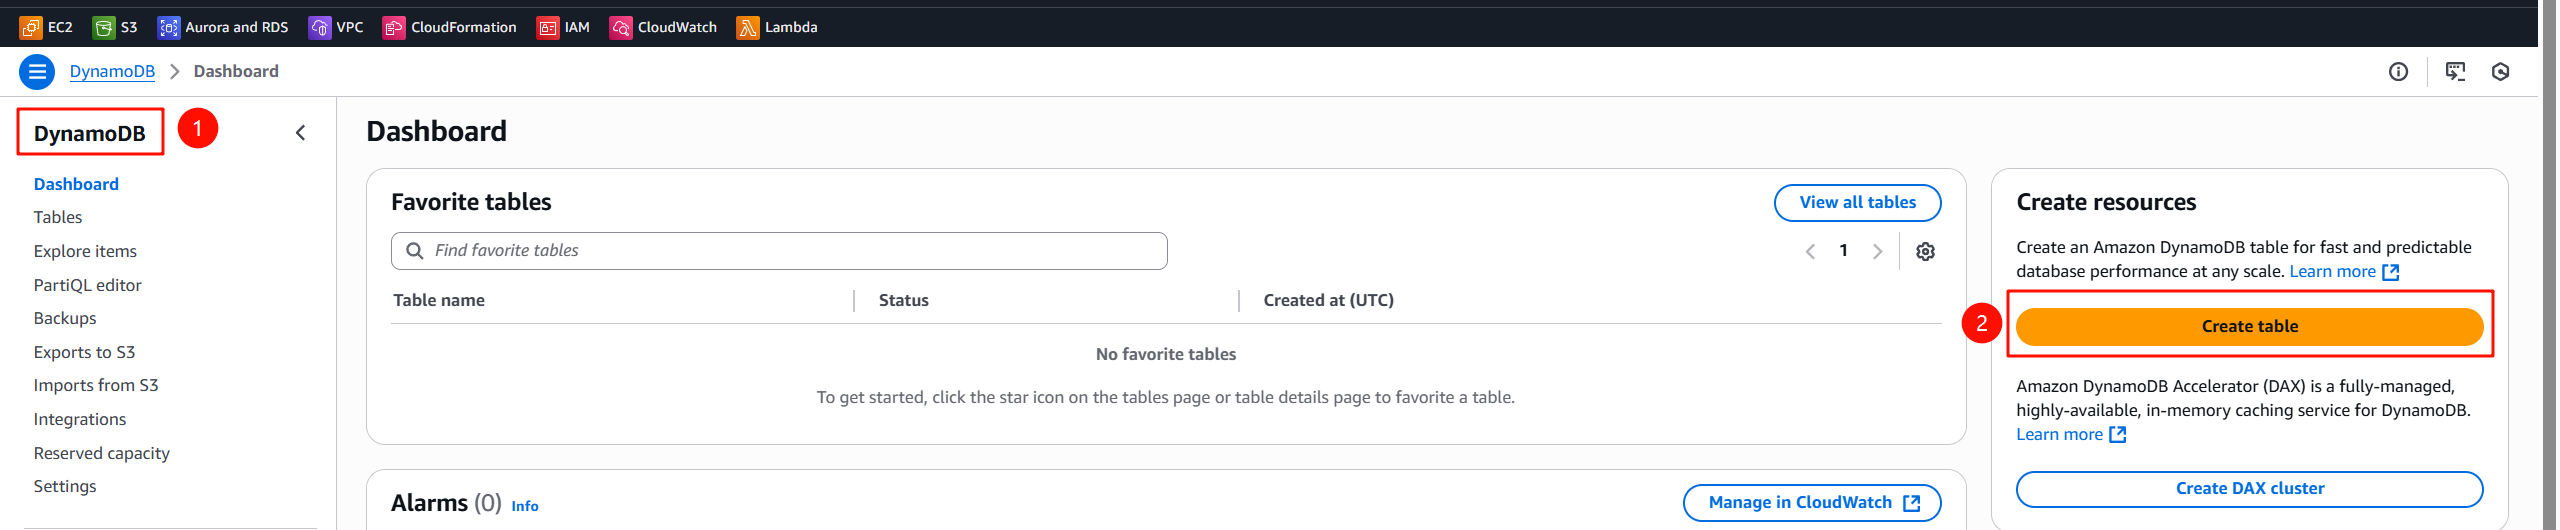 EC2 S3 Aurora and RDS VPC CloudFormation IAM CloudWatch Lambda
DynamoDB > Dashboard
DynamoDB
1
Dashboard
Tables
Explore items
PartiQL editor
Backups
Exports to S3
Imports from S3
Integrations
Reserved capacity
Settings
Dashboard
Favorite tables
View all tables
Find favorite tables
1
Table name Status Created at (UTC)
No favorite tables
To get started, click the star icon on the tables page or table details page to favorite a table.
Alarms (0) Info
Manage in CloudWatch
Create resources
Create an Amazon DynamoDB table for fast and predictable
database performance at any scale. Learn more
2
Create table
Amazon DynamoDB Accelerator (DAX) is a fully-managed,
highly-available, in-memory caching service for DynamoDB.
Learn more
Create DAX cluster